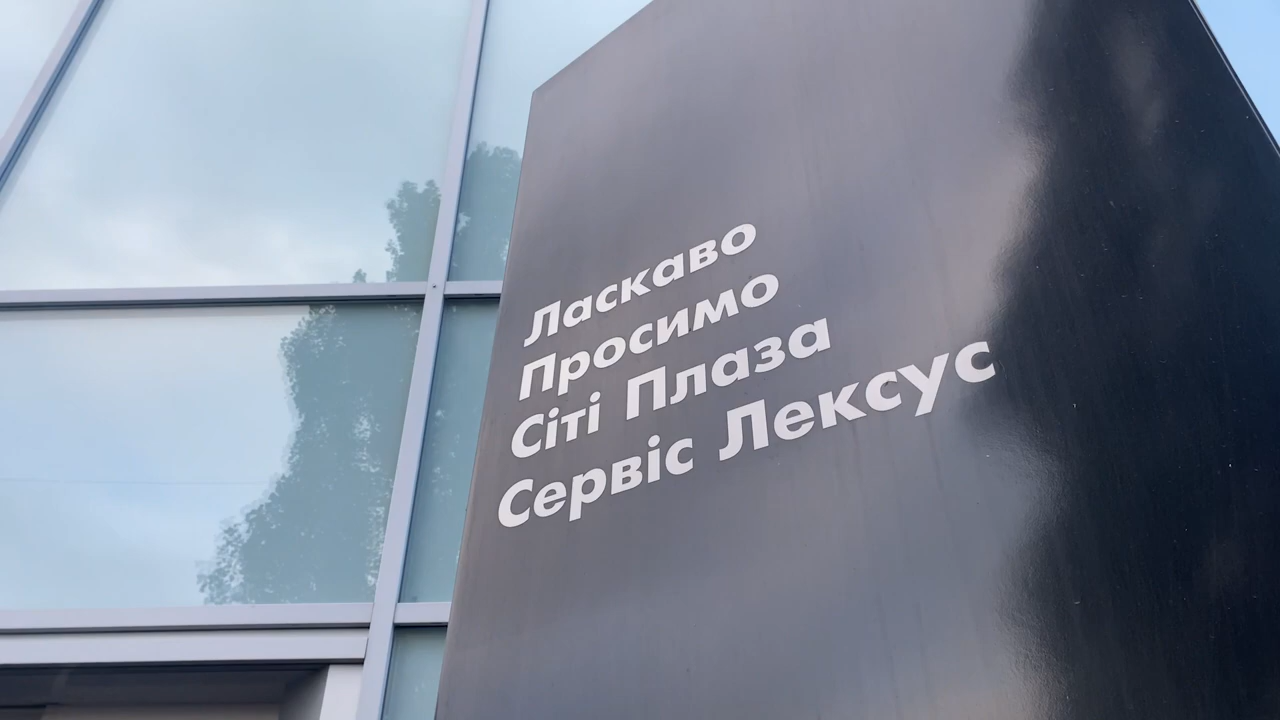 Ласкаво
Просимо
Сіті Плаза
Сервіс Лексус